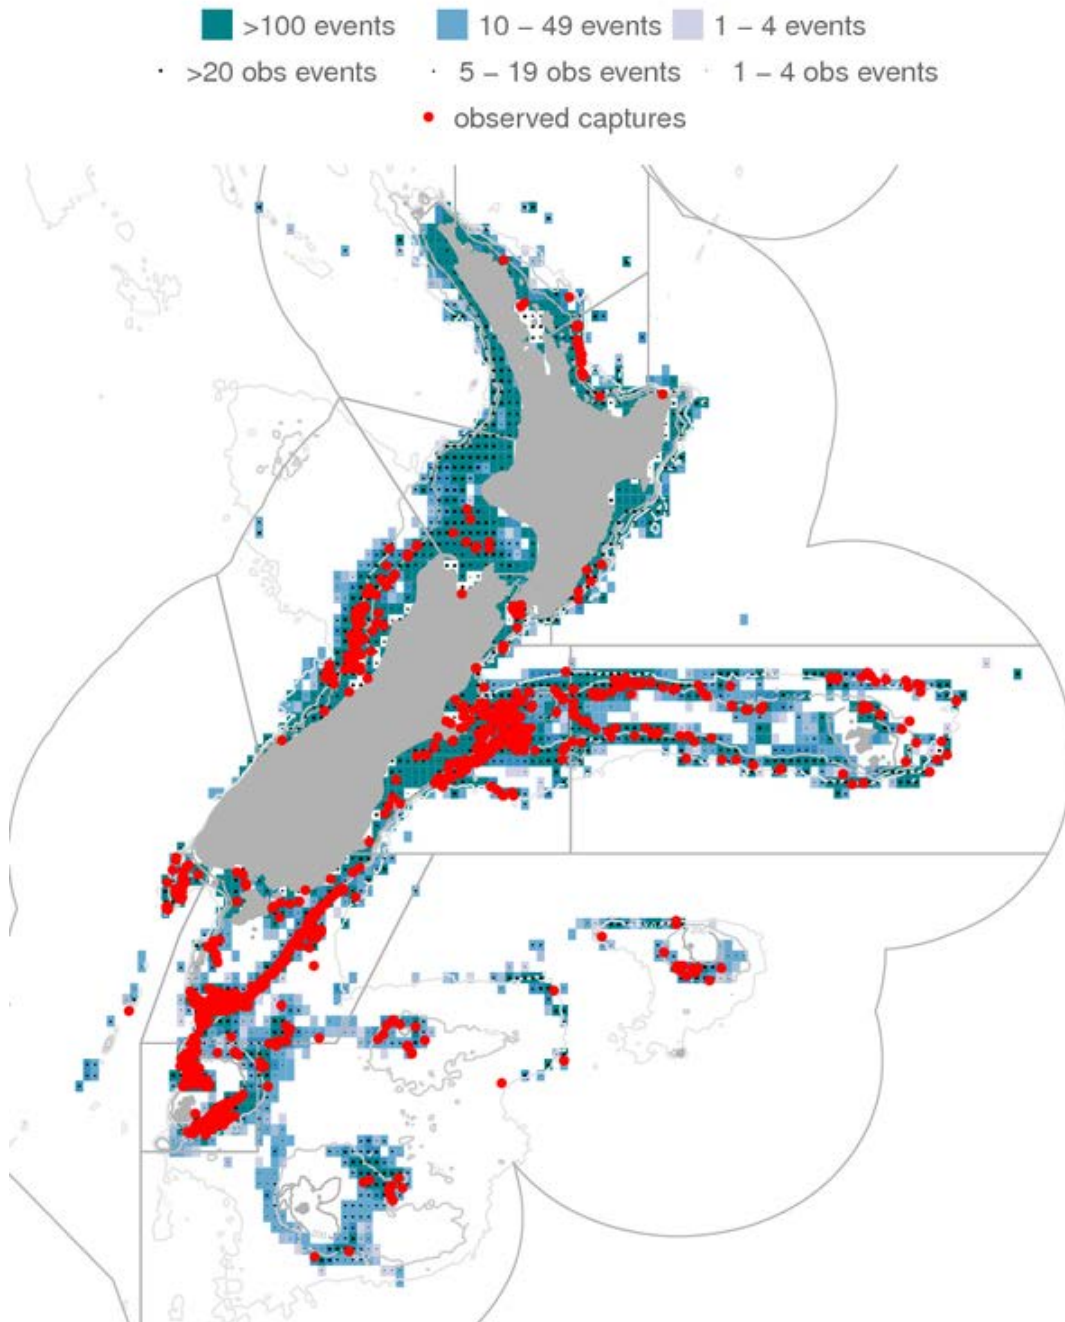 >100 events 10 – 49 events 1 – 4 events
>20 obs events 5 – 19 obs events 1 – 4 obs events
observed captures